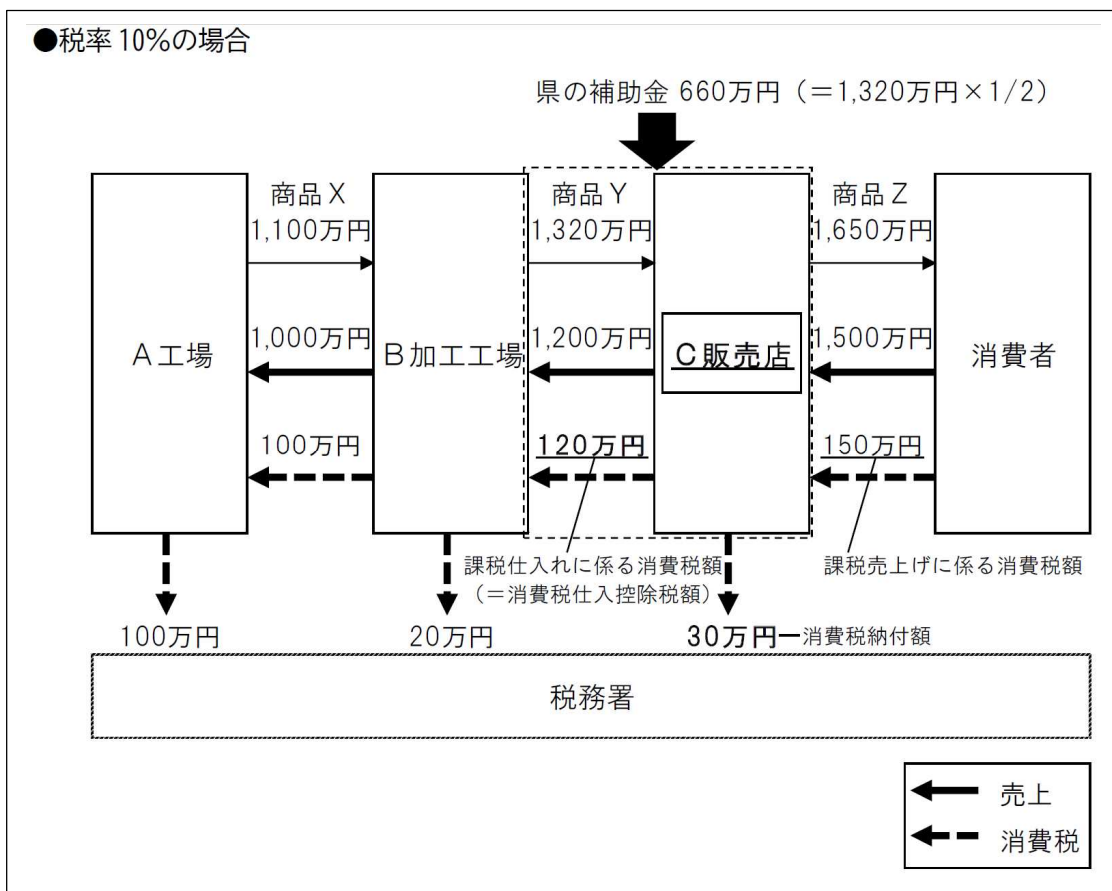 ●税率 10%の場合
県の補助金 660万円（＝1,320万円×1/2）
商品X
商品Y
商品Z
1,100万円
1,320万円
1,650万円
A工場
1,000万円
B加工工場
1,200万円
C販売店
1,500万円
消費者
100万円
120万円
150万円
課税仕入れに係る消費税額
（＝消費税仕入控除税額）
課税売上げに係る消費税額
100万円
20万円
30万円
消費税納付額
税務署
売上
消費税